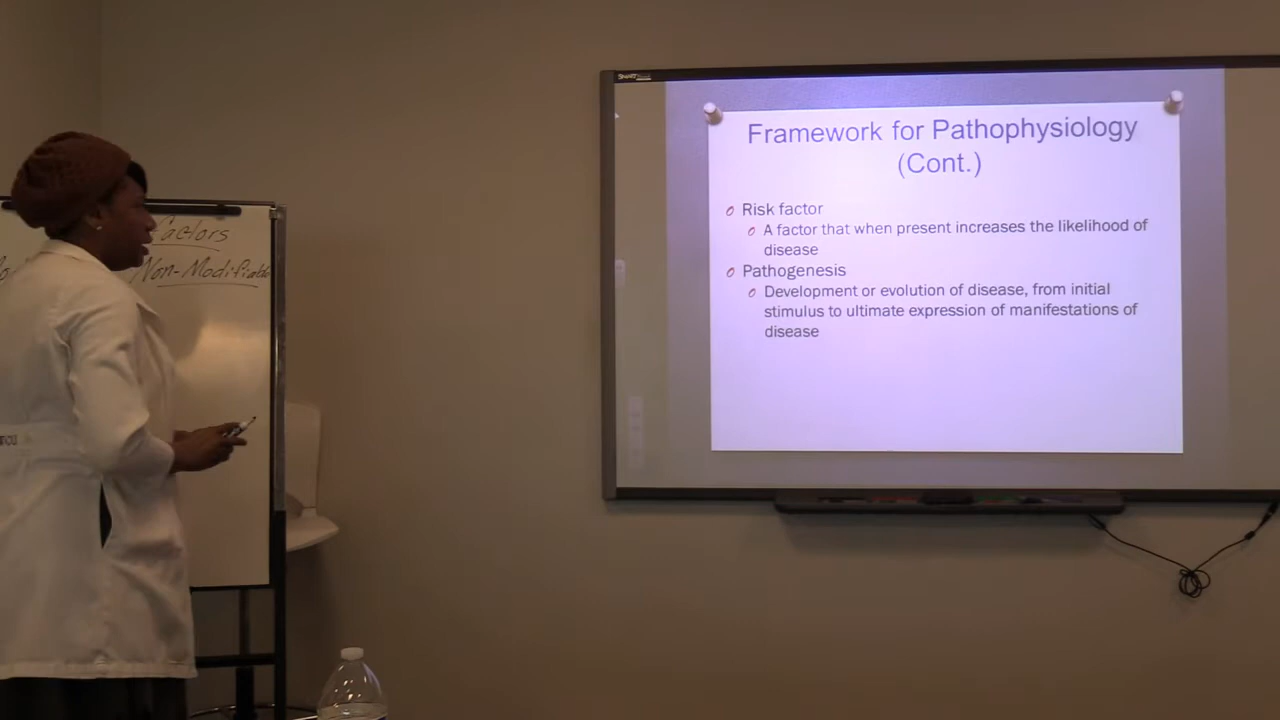 Framework for Pathophysiology
(Cont.)
Risk factor
A factor that when present increases the likelihood of
disease
Pathogenesis
Development or evolution of disease, from initial
stimulus to ultimate expression of manifestations of
disease
Factors
Non-Modifiable